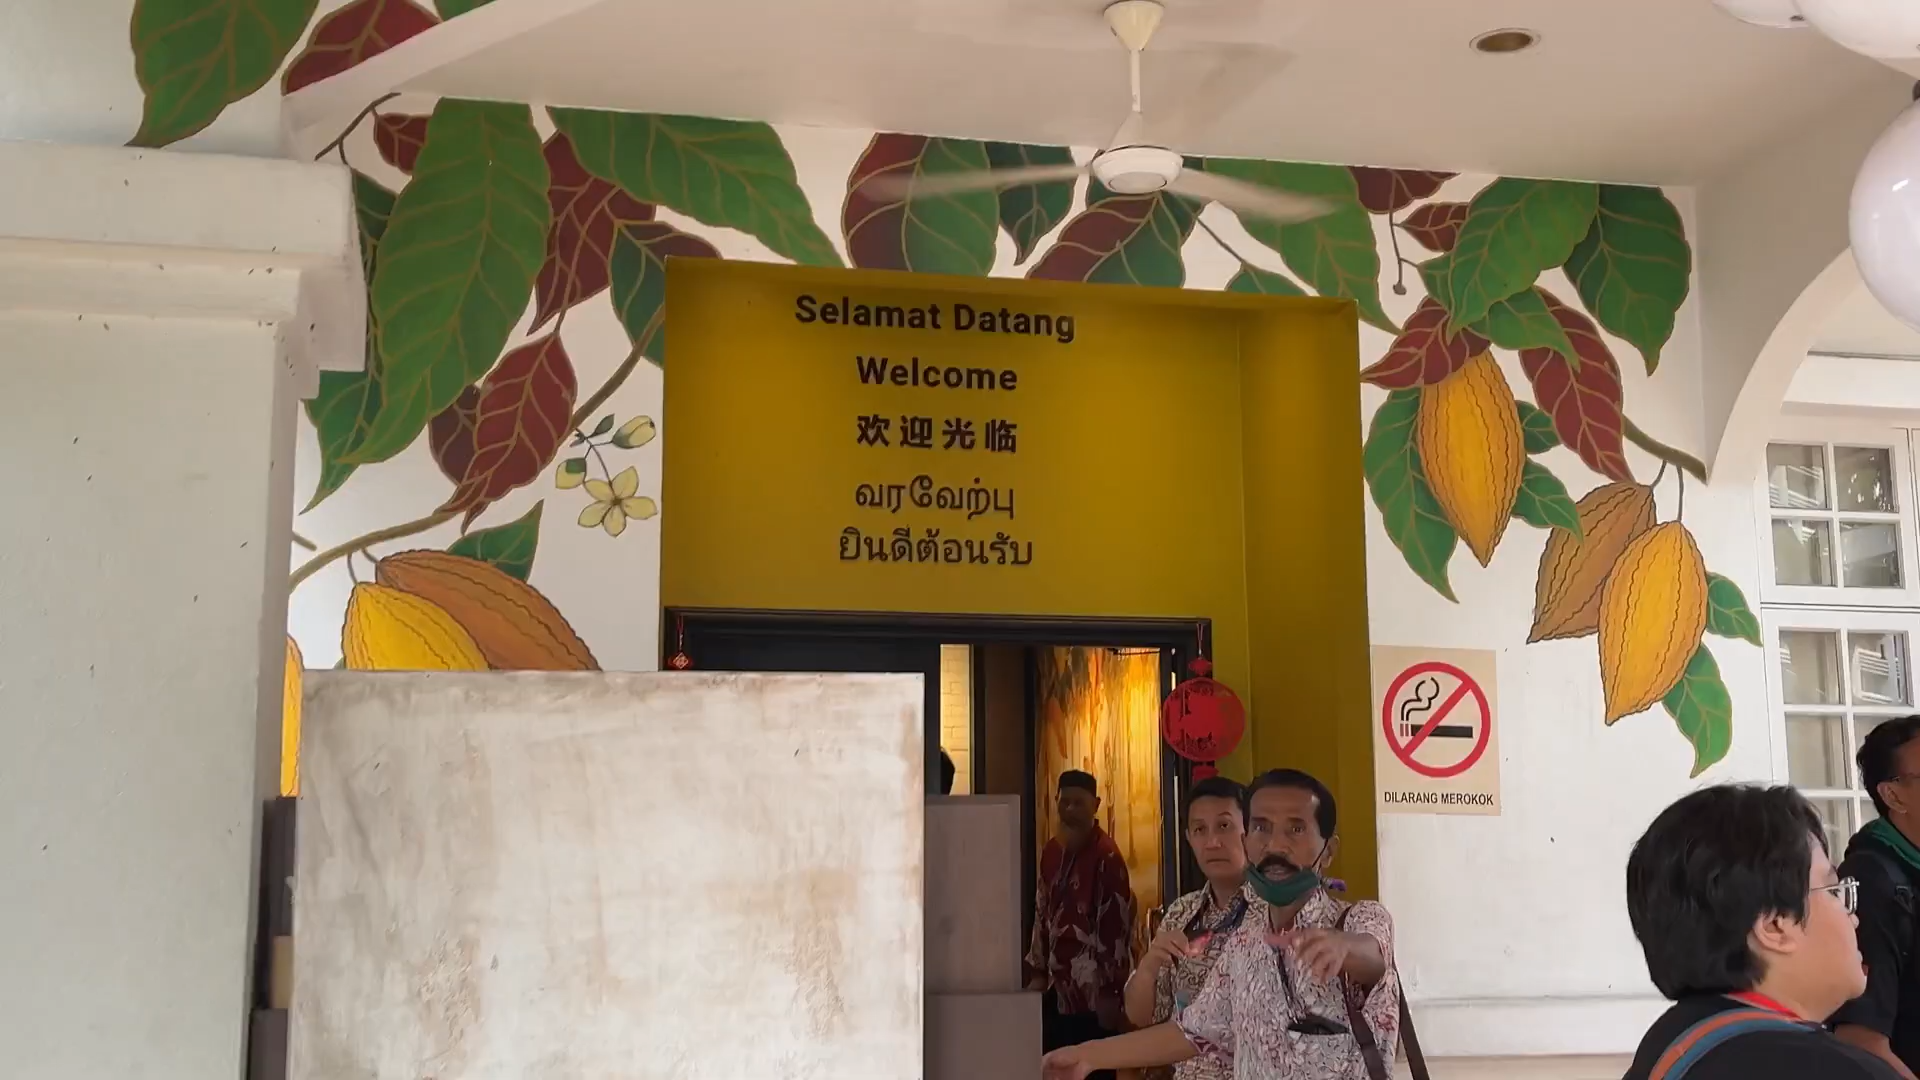 Selamat Datang
Welcome
欢迎光临
வரவேற்பு
ยินดีต้อนรับ
DILARANG MEROKOK